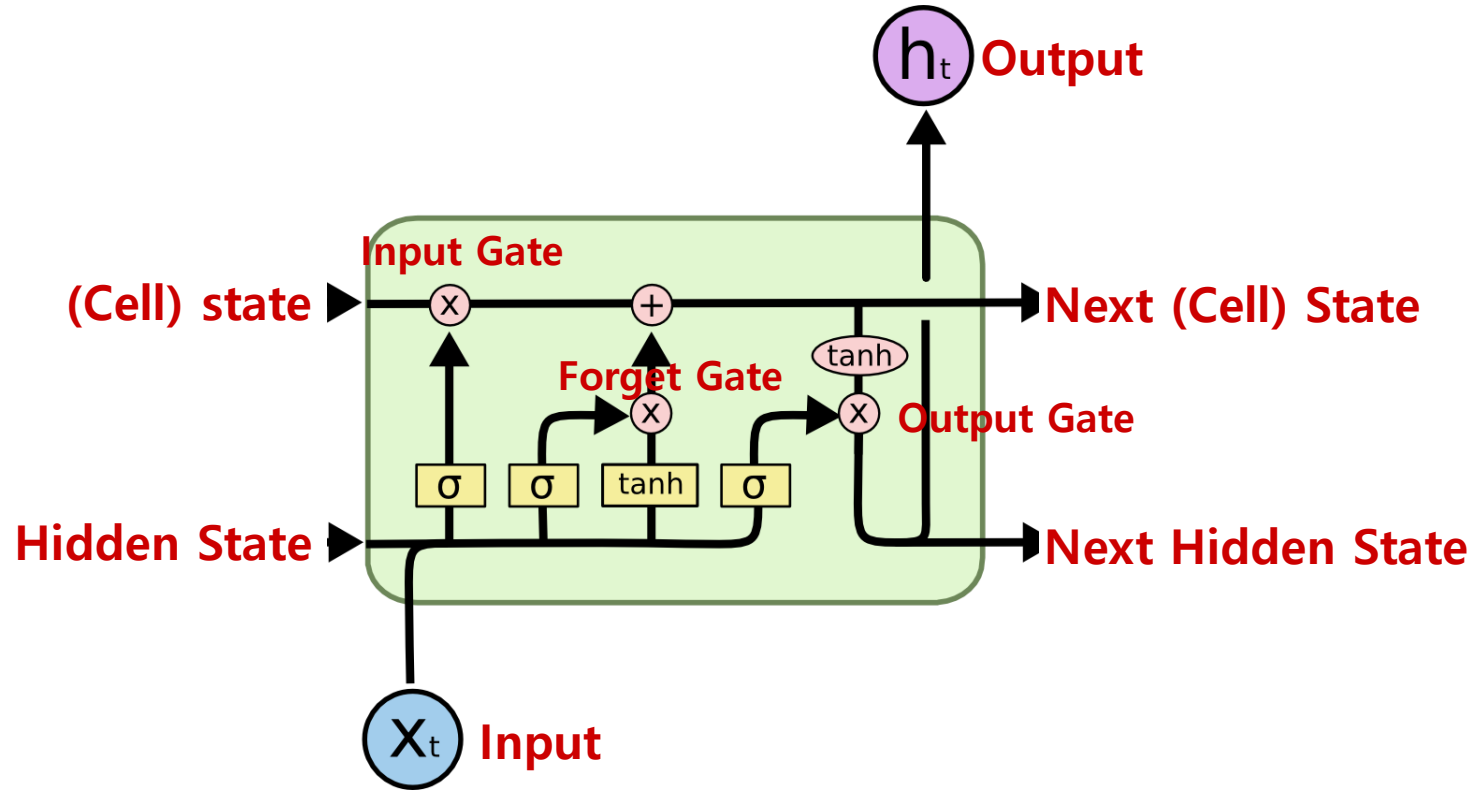 ht Output
Input Gate
(Cell) state x + Next (Cell) State
tanh
Forget Gate
x x Output Gate
σ σ tanh σ
Hidden State Next Hidden State
xt Input